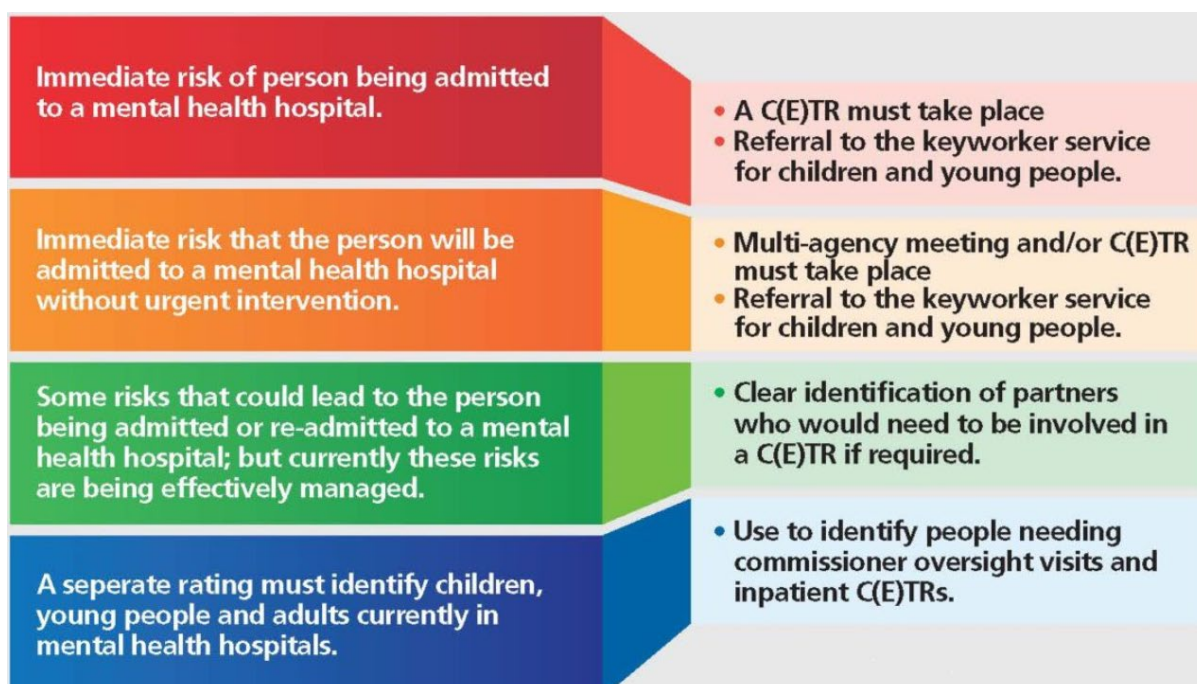 Immediate risk of person being admitted
to a mental health hospital.
• A C(E)TR must take place
• Referral to the keyworker service
for children and young people.
Immediate risk that the person will be
admitted to a mental health hospital
without urgent intervention.
• Multi-agency meeting and/or C(E)TR
must take place
• Referral to the keyworker service
for children and young people.
Some risks that could lead to the person
being admitted or re-admitted to a mental
health hospital; but currently these risks
are being effectively managed.
• Clear identification of partners
who would need to be involved in
a C(E)TR if required.
A seperate rating must identify children,
young people and adults currently in
mental health hospitals.
• Use to identify people needing
commissioner oversight visits and
inpatient C(E)TRs.